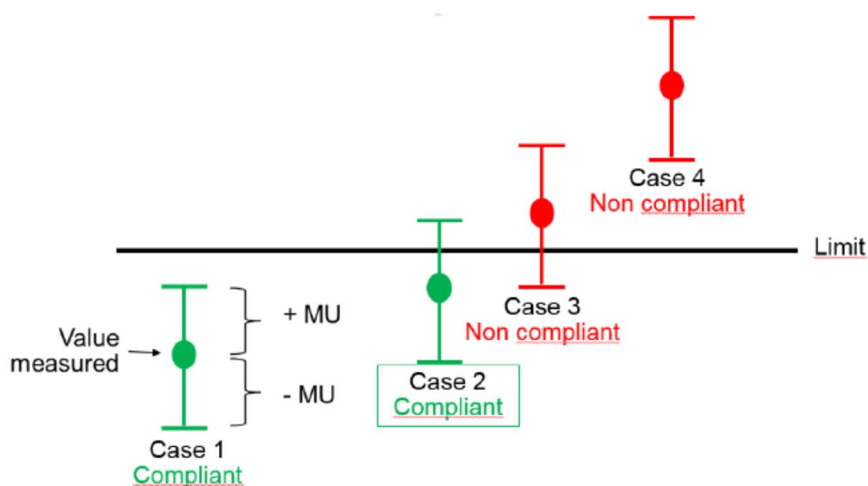 Case 4
Non compliant
Limit
Case 3
Non compliant
+ MU
Value
measured
- MU
Case 2
Compliant
Case 1
Compliant